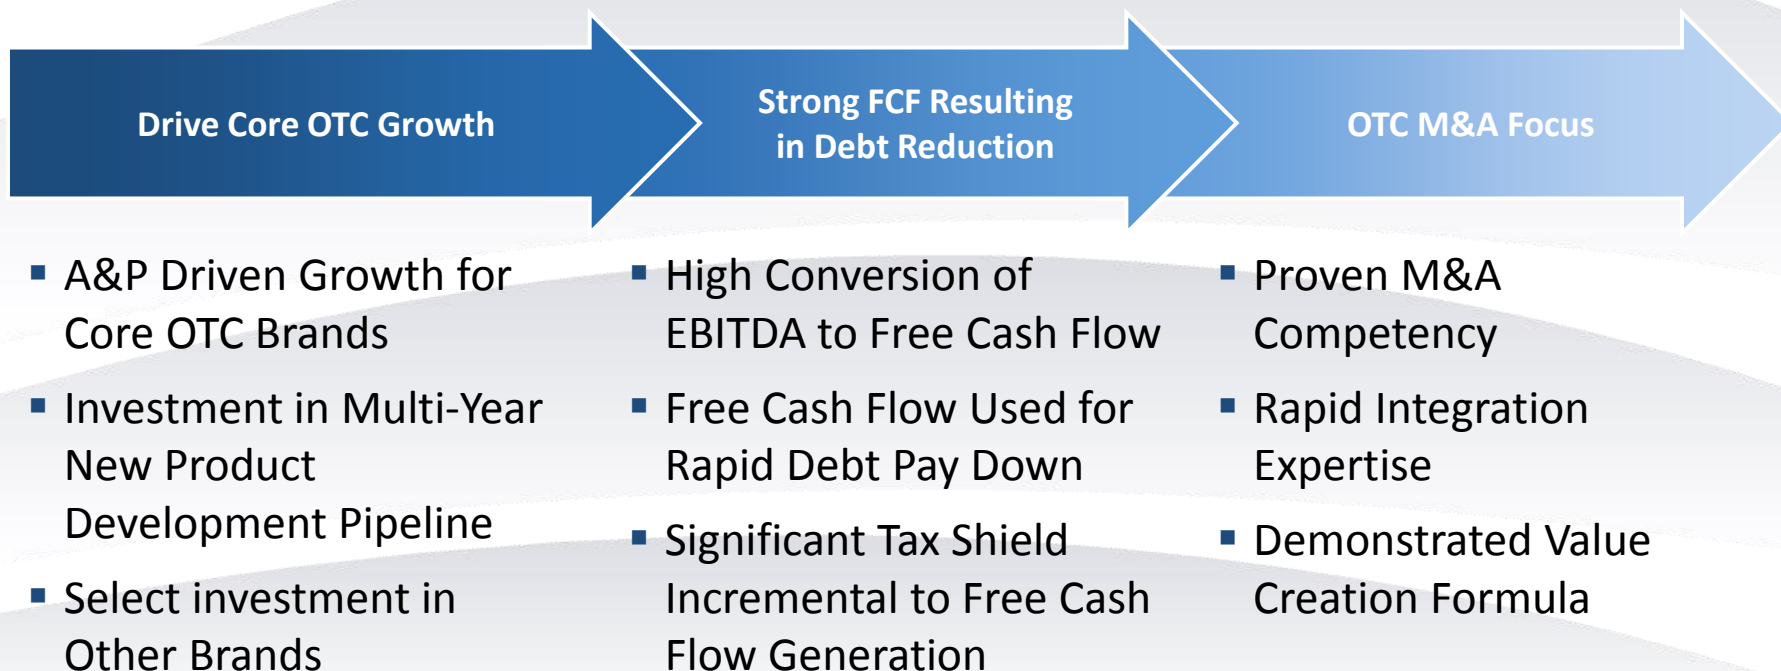 Drive Core OTC Growth
Strong FCF Resulting
in Debt Reduction
OTC M&A Focus
▪ A&P Driven Growth for
Core OTC Brands
▪ Investment in Multi-Year
New Product
Development Pipeline
▪ Select investment in
Other Brands
▪ High Conversion of
EBITDA to Free Cash Flow
▪ Free Cash Flow Used for
Rapid Debt Pay Down
▪ Significant Tax Shield
Incremental to Free Cash
Flow Generation
▪ Proven M&A
Competency
▪ Rapid Integration
Expertise
▪ Demonstrated Value
Creation Formula